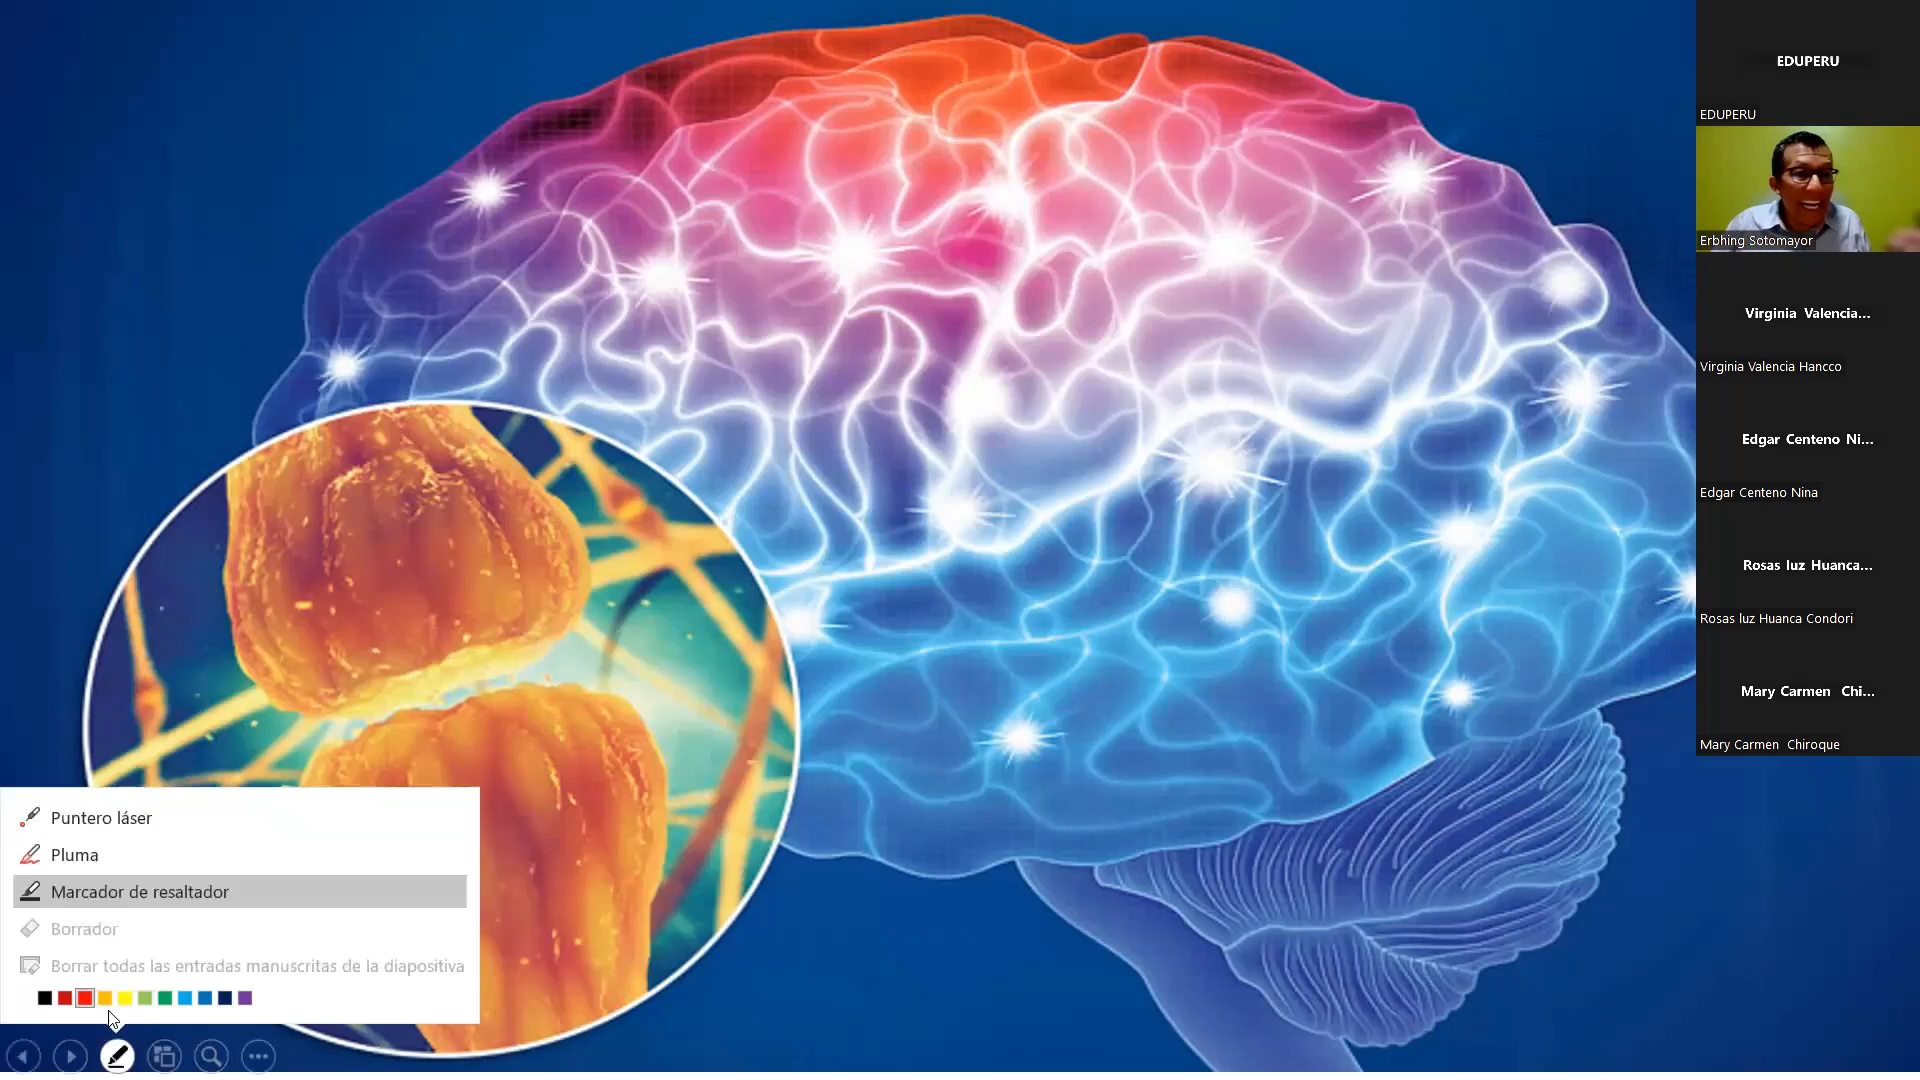 EDUPERU
EDUPERU
Erbhing Sotomayor
Virginia Valencia...
Virginia Valencia Hancco
Edgar Centeno Ni...
Edgar Centeno Nina
Rosas luz Huanca...
Rosas luz Huanca Condori
Mary Carmen Chi...
Mary Carmen Chiroque
Puntero láser
Pluma
Marcador de resaltador
Borrador
Borrar todas las entradas manuscritas de la diapositiva